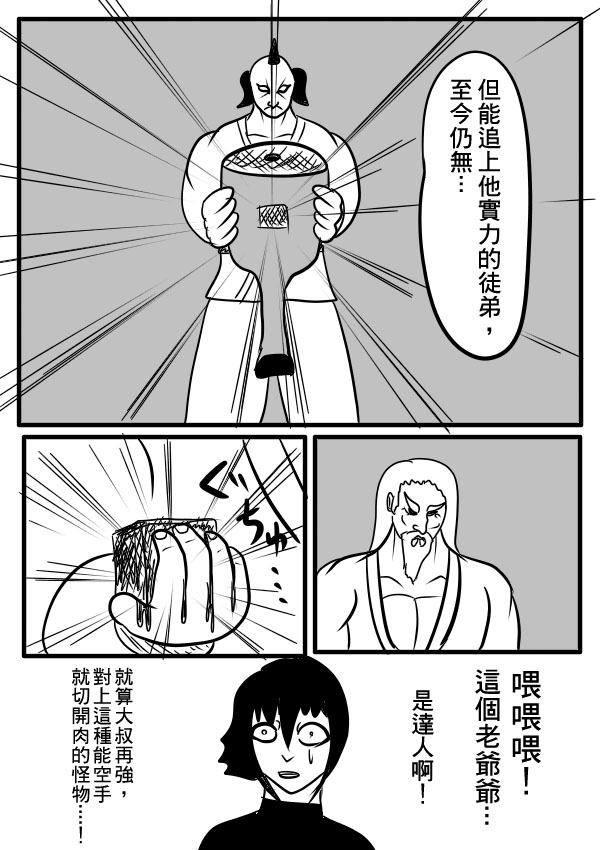 但能追上他實力的徒弟，
至今仍無…
ぐちゅ…
喂喂喂！
這個老爺爺…
是達人啊！
就算大叔再強，
對上這種能空手
就切開肉的怪物……！